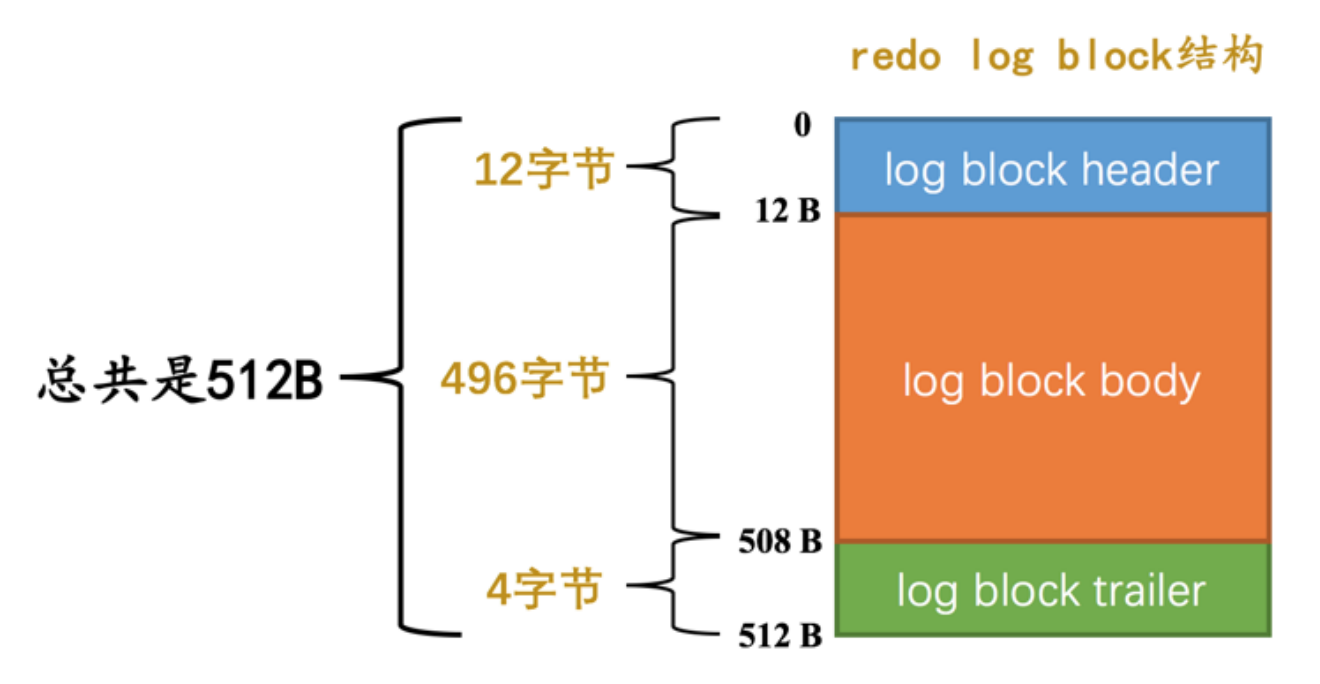 redo log block结构
0
12字节
log block header
12 B
总共是512B
496字节
log block body
508 B
4字节
log block trailer
512 B